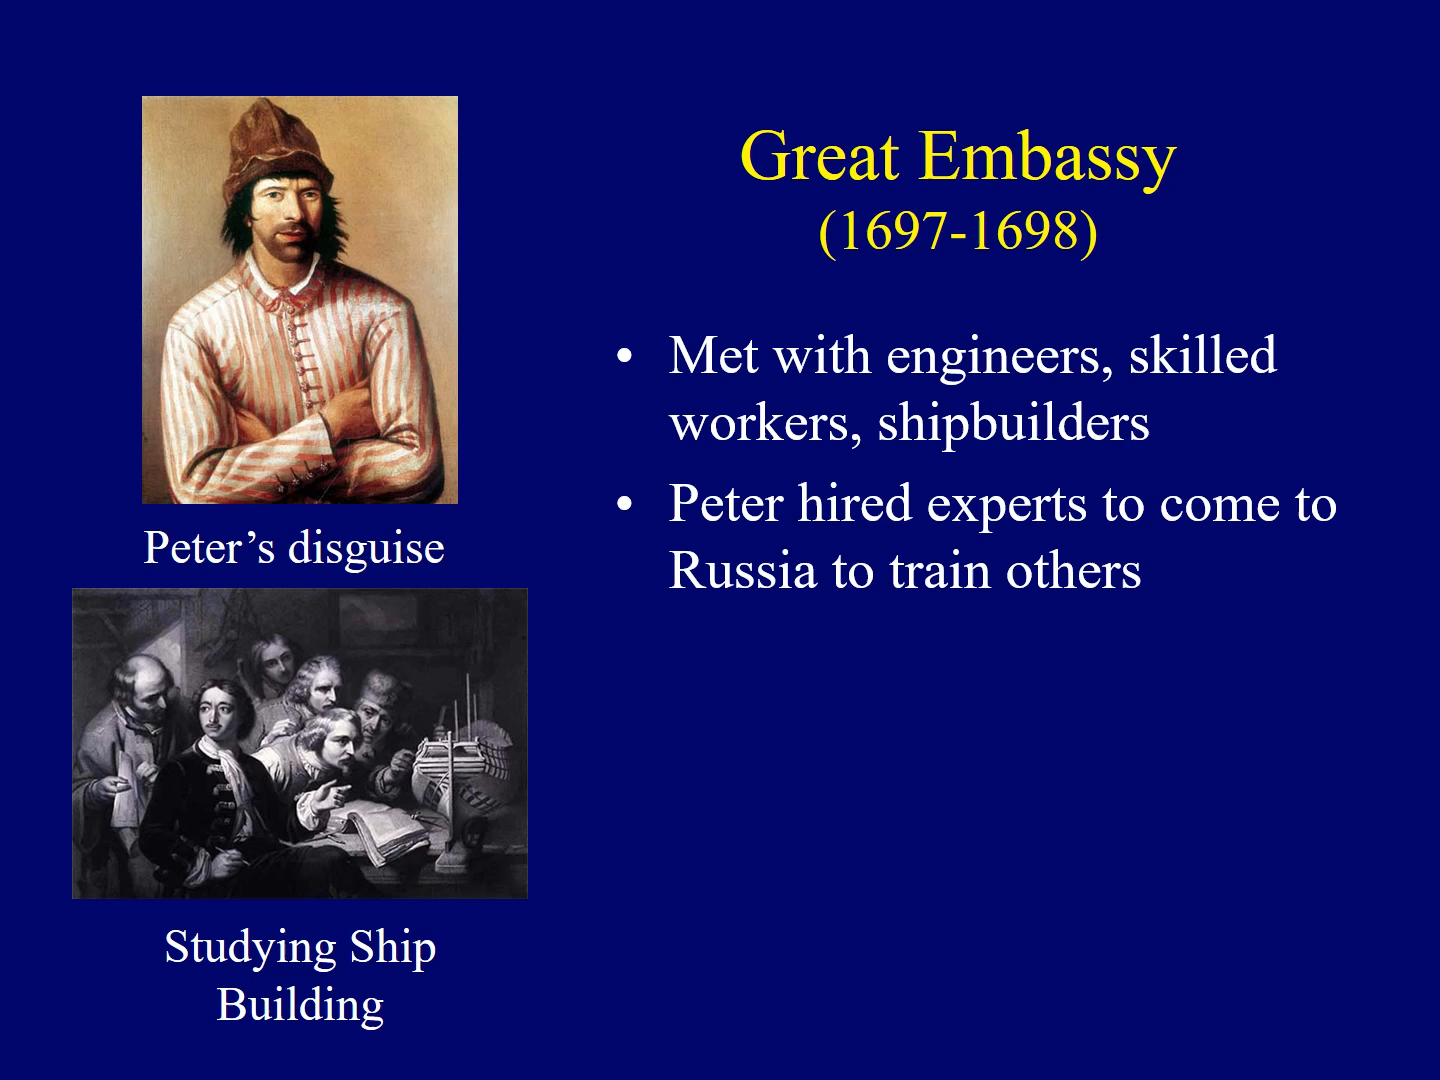 Great Embassy
(1697-1698)
• Met with engineers, skilled
workers, shipbuilders
• Peter hired experts to come to
Russia to train others
Peter’s disguise
Studying Ship
Building